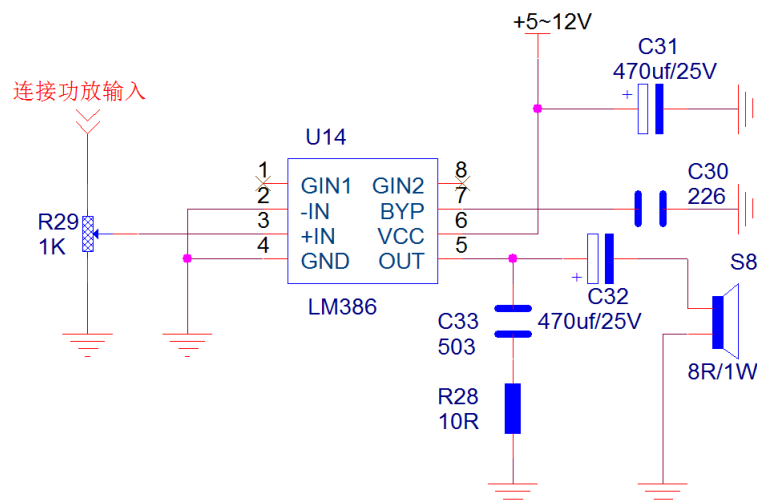 +5~12V
C31
470uf/25V
+
连接功放输入
U14
1 GIN1 GIN2 8
2 -IN BYP 7
3 +IN VCC 6
4 GND OUT 5
LM386
R29
1K
C30
226
+
C32
470uf/25V
C33
503
R28
10R
S8
8R/1W